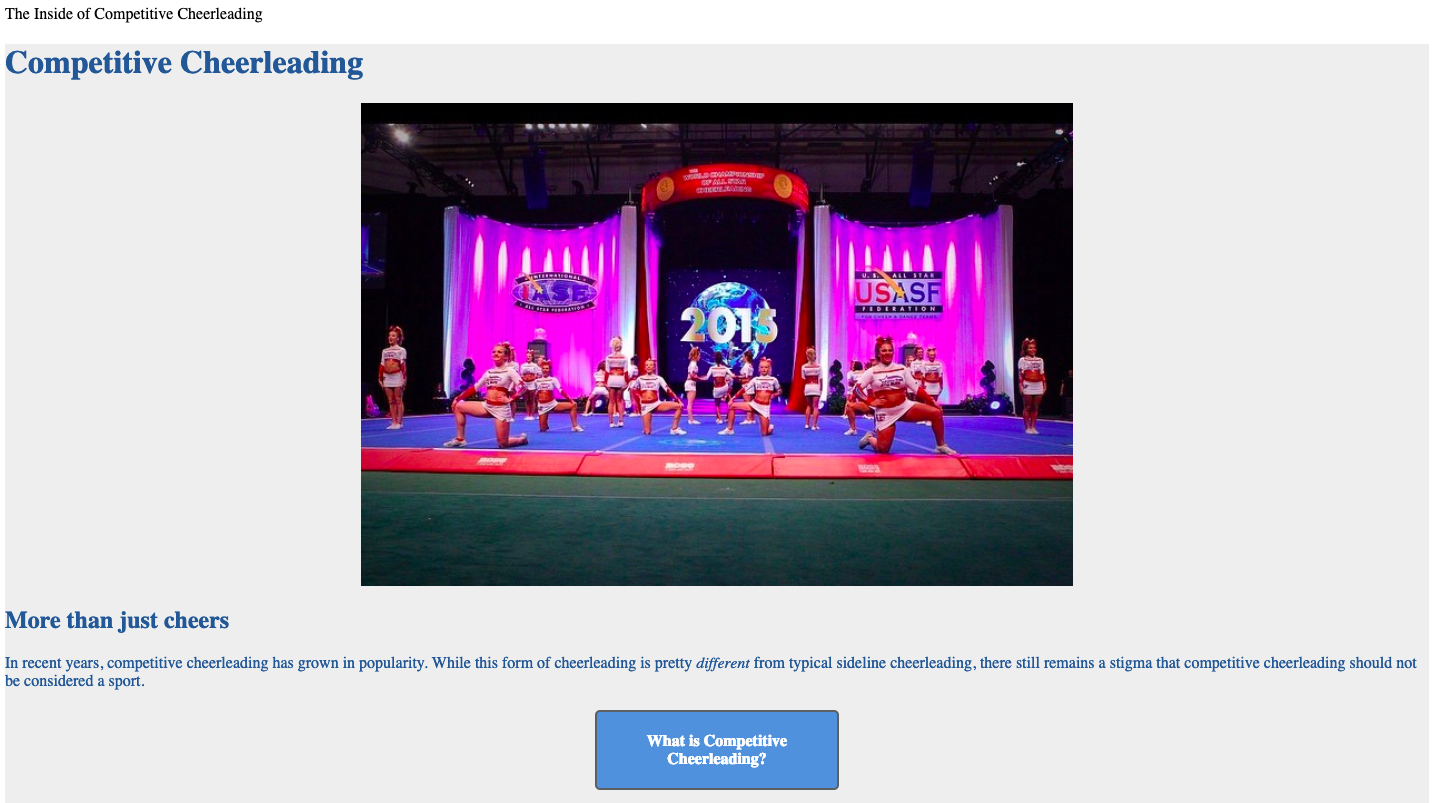 The Inside of Competitive Cheerleading
Competitive Cheerleading
THE
WORLD CHAMPIONSHIP
OF ALL STAR
CHEERLEADING
INTERNATIONAL
IASF
ALL STAR FEDERATION
U.S. ALL STAR
USASF
FEDERATION
FOR CHEER & DANCE TEAMS
2015
More than just cheers
In recent years, competitive cheerleading has grown in popularity. While this form of cheerleading is pretty different from typical sideline cheerleading, there still remains a stigma that competitive cheerleading should not
be considered a sport.
What is Competitive
Cheerleading?